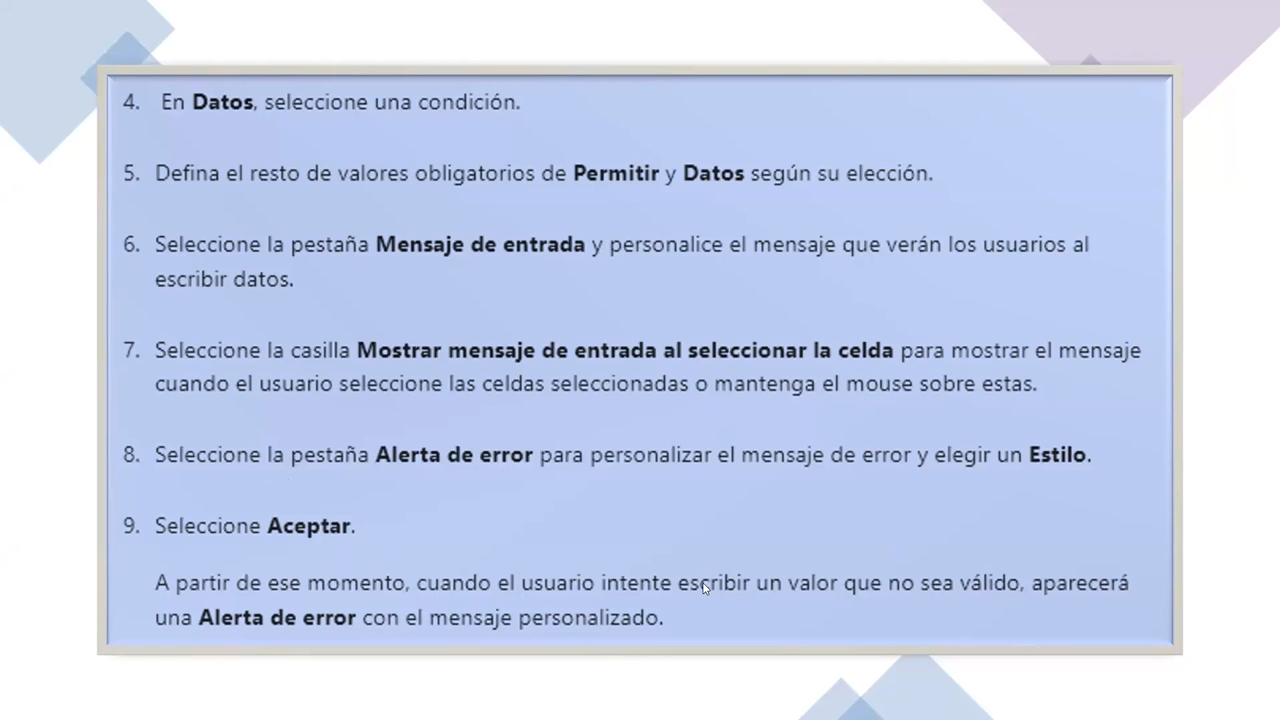 4. En Datos, seleccione una condición.
5. Defina el resto de valores obligatorios de Permitir y Datos según su elección.
6. Seleccione la pestaña Mensaje de entrada y personalice el mensaje que verán los usuarios al
escribir datos.
7. Seleccione la casilla Mostrar mensaje de entrada al seleccionar la celda para mostrar el mensaje
cuando el usuario seleccione las celdas seleccionadas o mantenga el mouse sobre estas.
8. Seleccione la pestaña Alerta de error para personalizar el mensaje de error y elegir un Estilo.
9. Seleccione Aceptar.
A partir de ese momento, cuando el usuario intente escribir un valor que no sea válido, aparecerá
una Alerta de error con el mensaje personalizado.